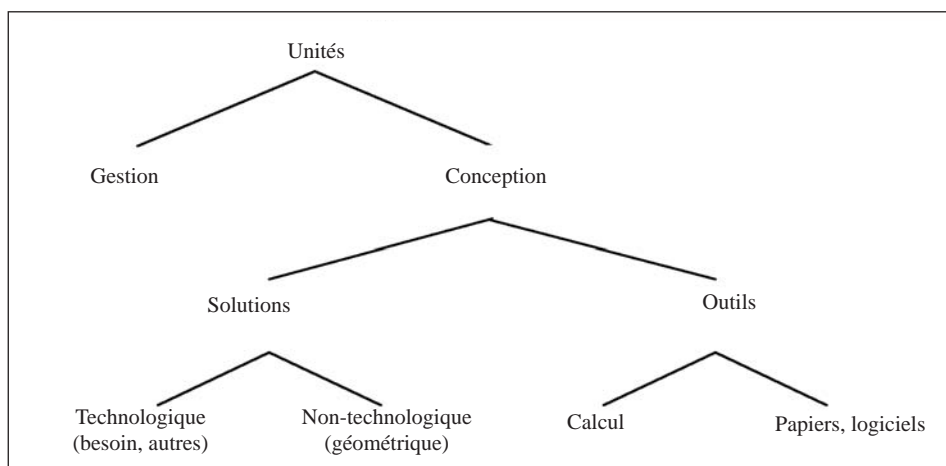 Unités
Gestion
Conception
Solutions
Outils
Technologique
(besoin, autres)
Non-technologique
(géométrique)
Calcul
Papiers, logiciels